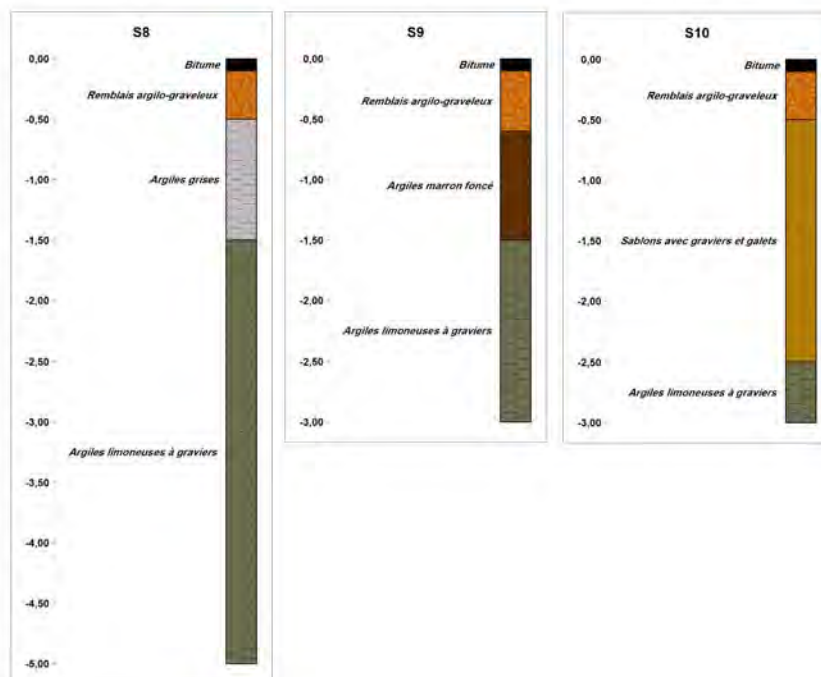 S8
0,00
Bitume
Remblais argilo-graveleux
-0,50
Argiles grises
-1,00
-1,50
-2,00
-2,50
-3,00
Argiles limoneuses à graviers
-3,50
-4,00
-4,50
-5,00
S9
0,00
Bitume
Remblais argilo-graveleux
-0,50
-1,00
Argiles marron foncé
-1,50
-2,00
Argiles limoneuses à graviers
-2,50
-3,00
S10
0,00
Bitume
Remblais argilo-graveleux
-0,50
-1,00
-1,50
Sablons avec graviers et galets
-2,00
-2,50
Argiles limoneuses à graviers
-3,00